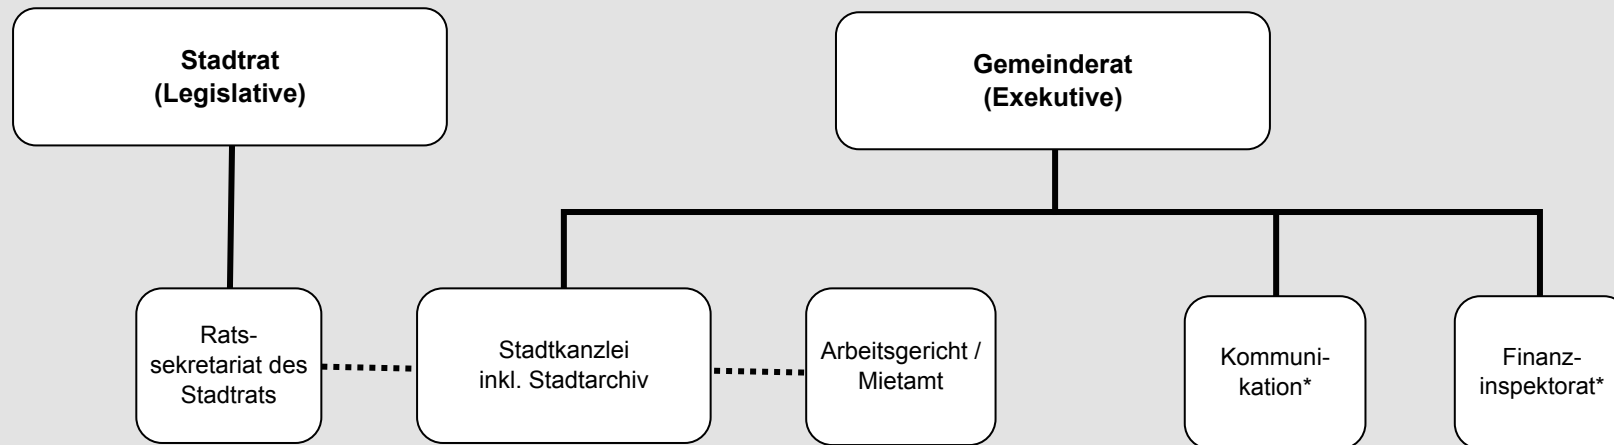 Stadtrat
(Legislative)
Gemeinderat
(Exekutive)
Rats-
sekretariat des
Stadtrats
Stadtkanzlei
inkl. Stadtarchiv
Arbeitsgericht /
Mietamt
Kommuni-
kation*
Finanz-
inspektorat*